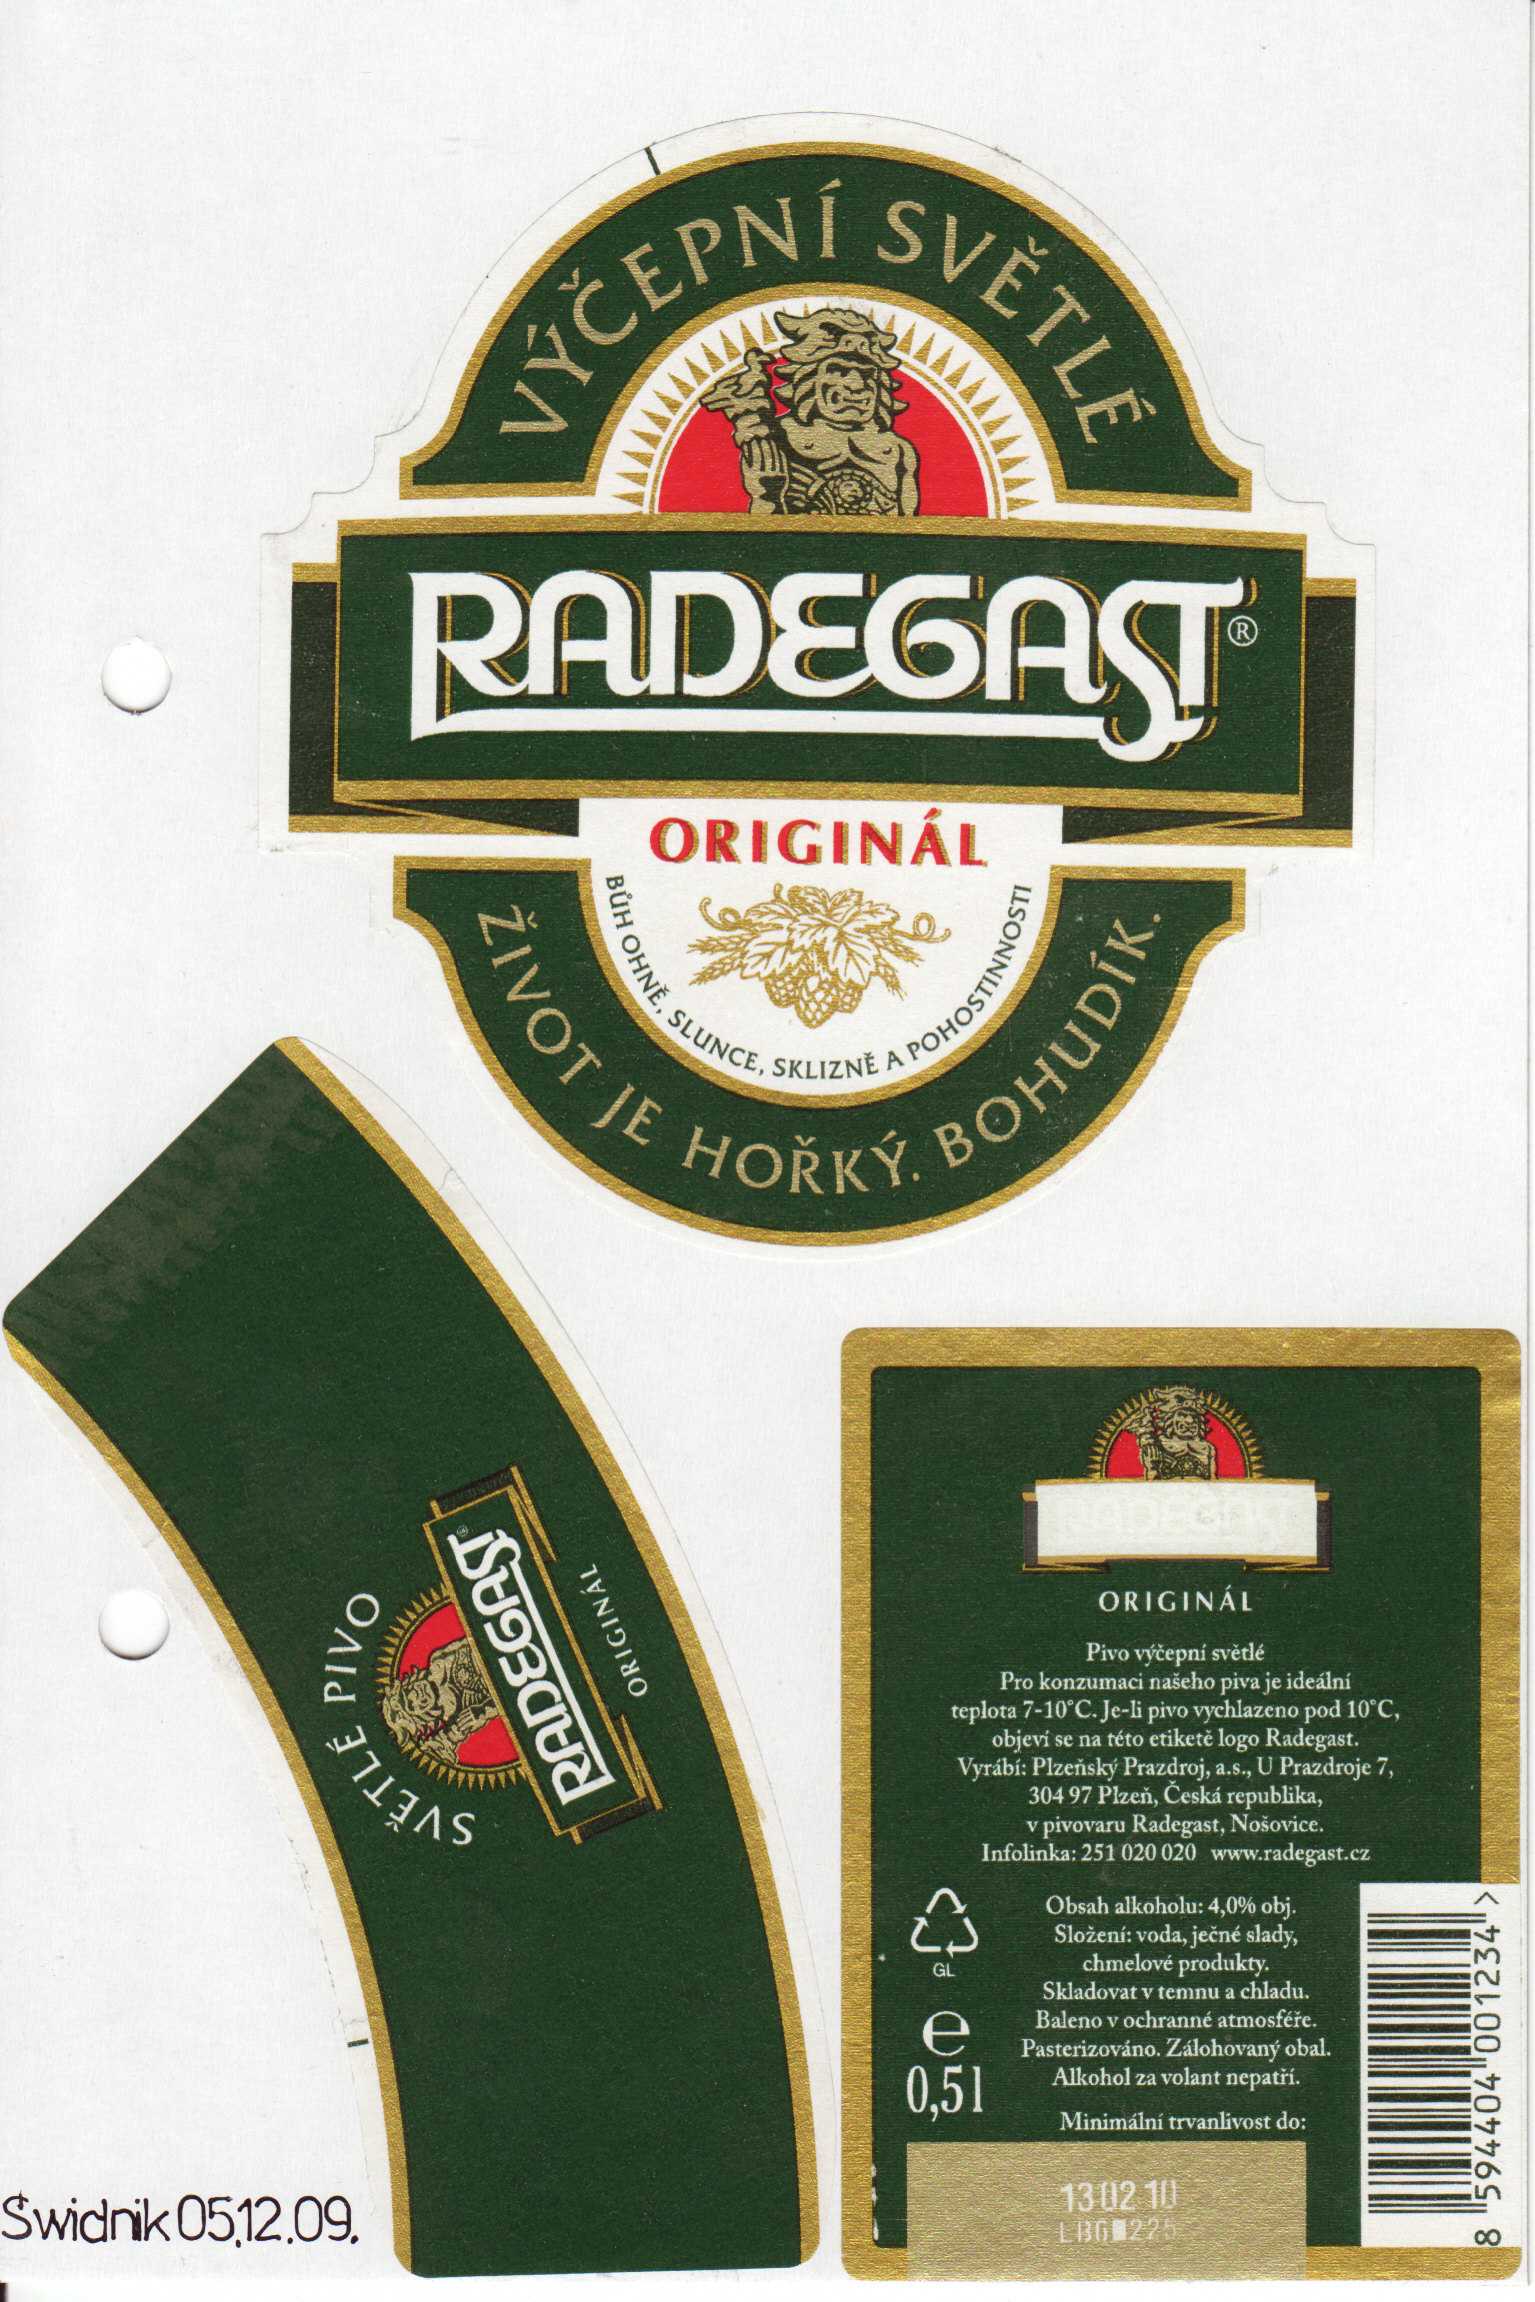 VÝČEPNÍ SVĚTLÉ
RADEGAST®
ORIGINÁL
BŮH OHNĚ, SLUNCE, SKLIZNĚ A POHOSTINNOSTI
ŽIVOT JE HOŘKÝ. BOHUDÍK.
SVĚTLÉ PIVO
RADEGAST®
ORIGINÁL
ORIGINÁL
Pivo výčepní světlé
Pro konzumaci našeho piva je ideální
teplota 7-10°C. Je-li pivo vychlazeno pod 10°C,
objeví se na této etiketě logo Radegast.
Vyrábí: Plzeňský Prazdroj, a.s., U Prazdroje 7,
304 97 Plzeň, Česká republika,
v pivovaru Radegast, Nošovice.
Infolinka: 251 020 020 www.radegast.cz
Obsah alkoholu: 4,0% obj.
Složení: voda, ječné slady,
chmelové produkty.
Skladovat v temnu a chladu.
Baleno v ochranné atmosféře.
Pasterizováno. Zálohovaný obal.
Alkohol za volant nepatří.
Minimální trvanlivost do:
GL
e
0,5 l
13 02 10
8 594404 001234 >
Świdnik 05.12.09.